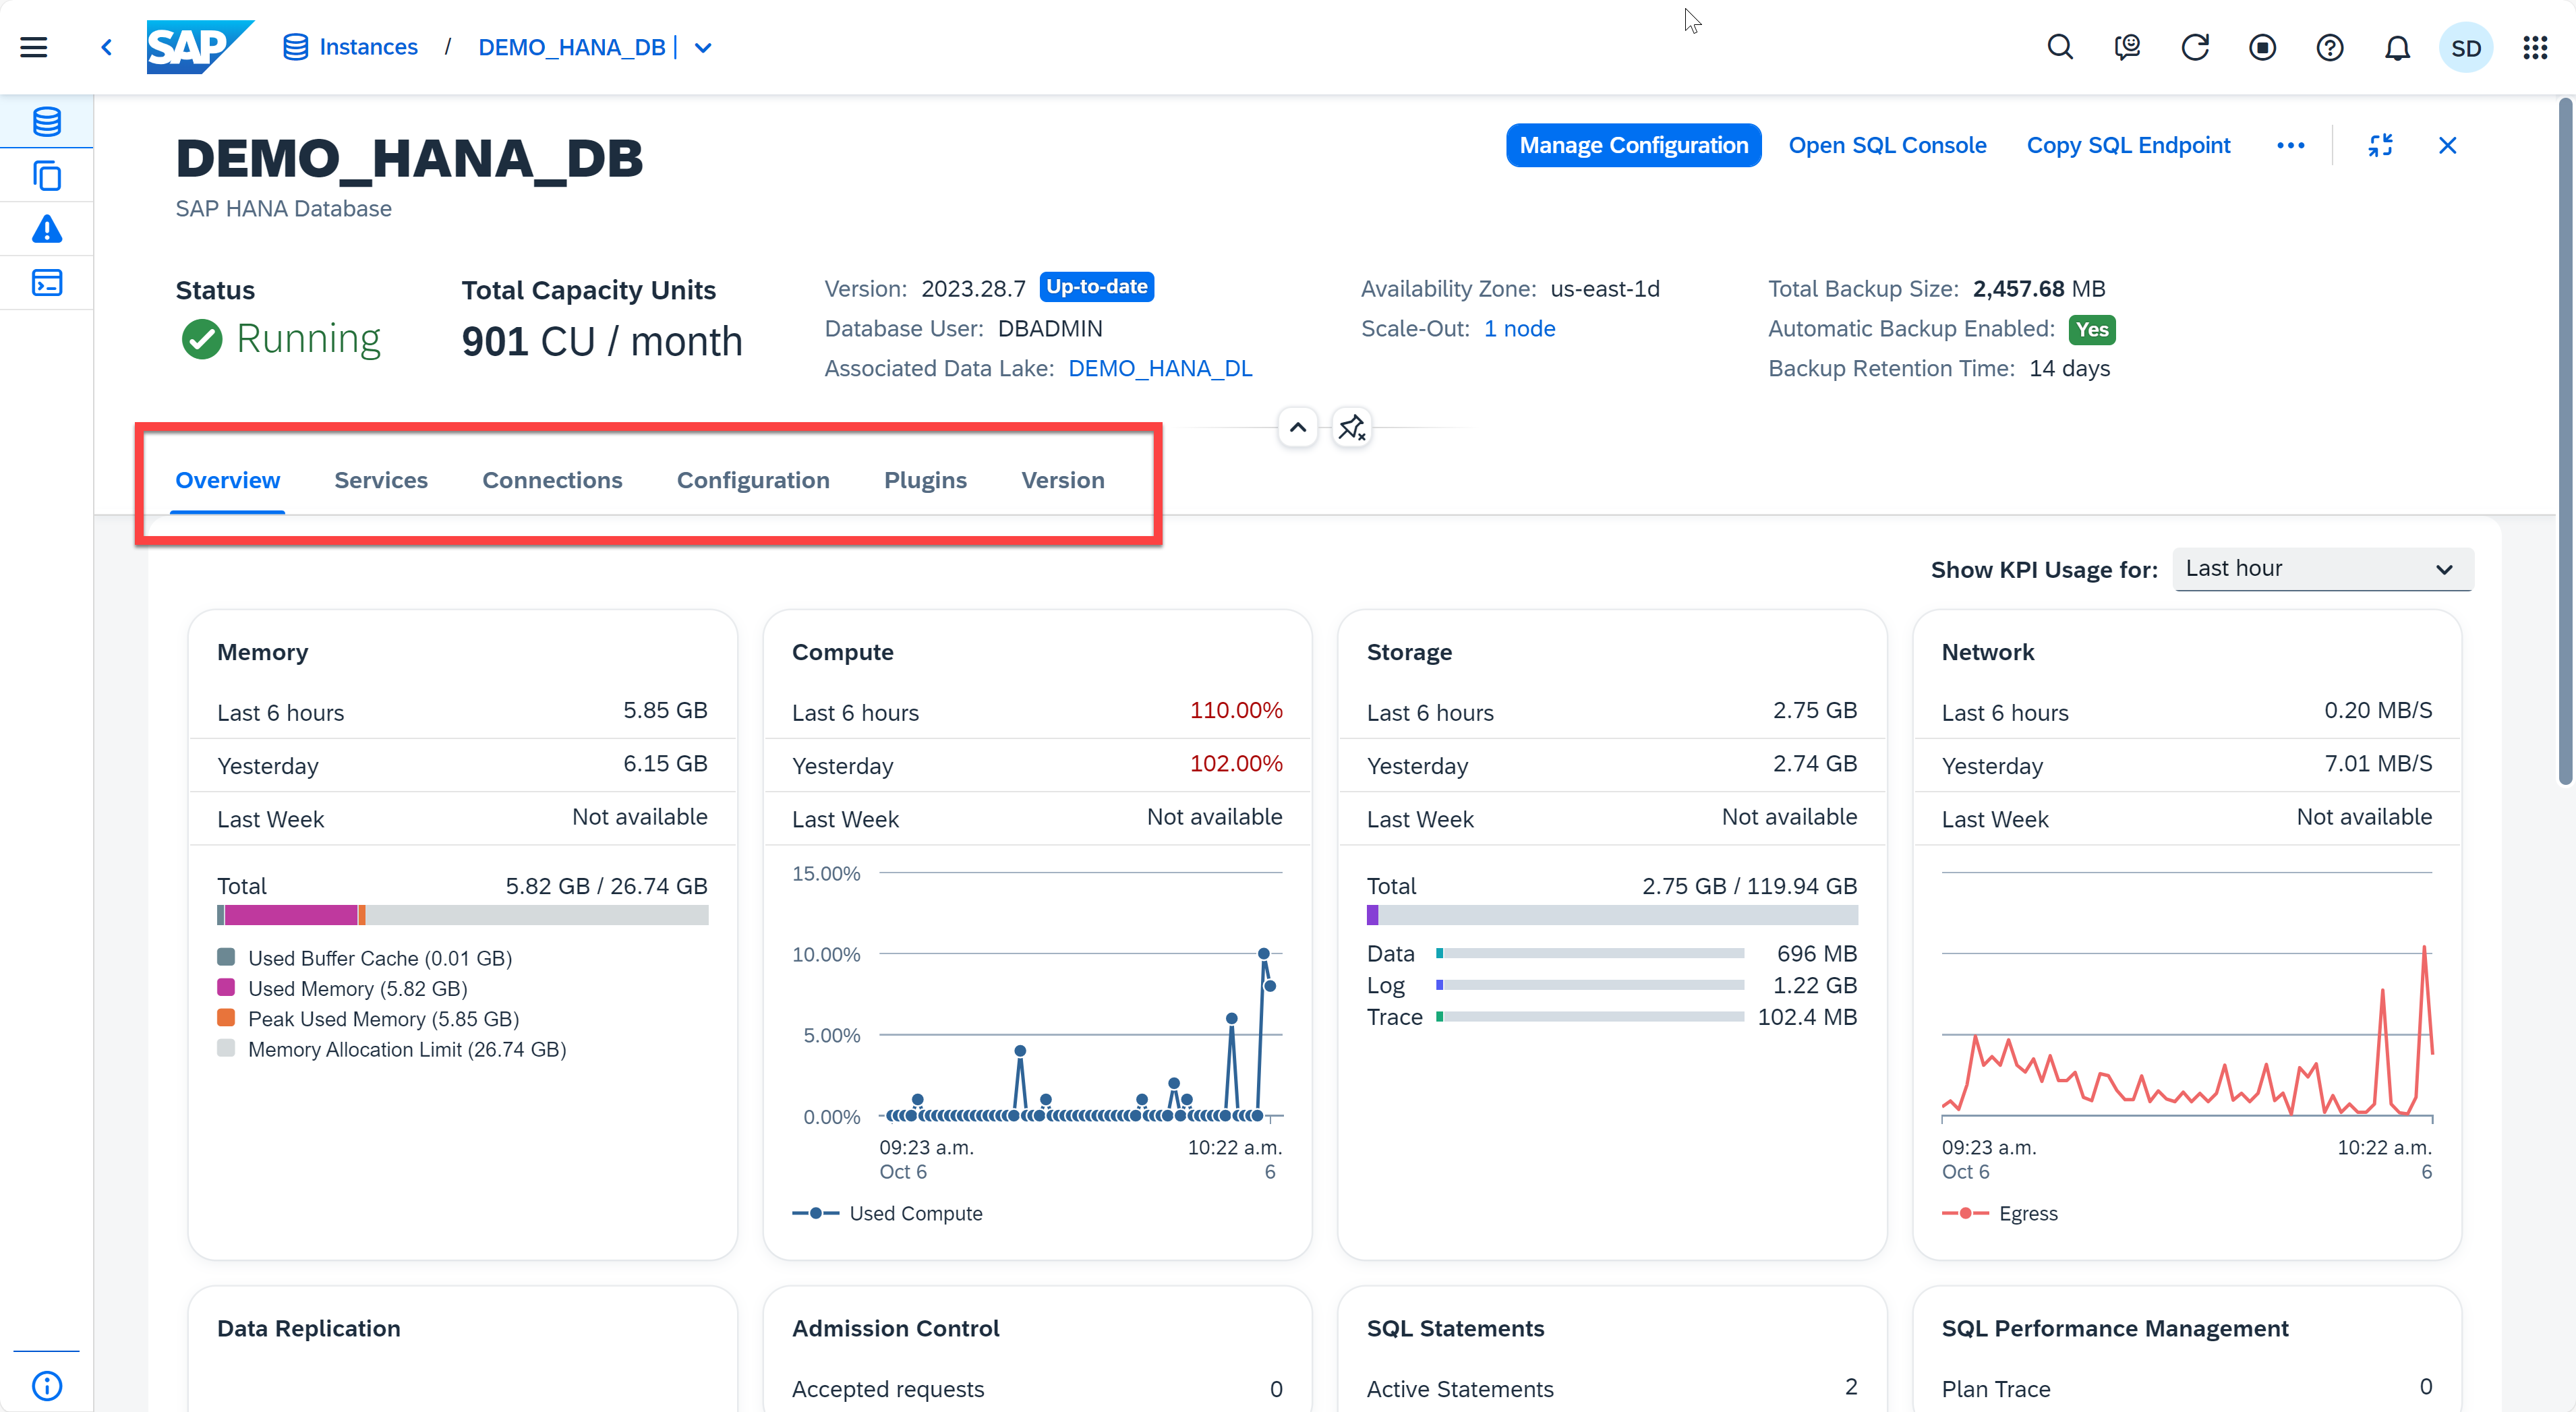 SAP Instances / DEMO_HANA_DB |
SD
DEMO_HANA_DB
SAP HANA Database
Manage Configuration Open SQL Console Copy SQL Endpoint
Status
Running
Total Capacity Units
901 CU / month
Version: 2023.28.7 Up-to-date
Database User: DBADMIN
Associated Data Lake: DEMO_HANA_DL
Availability Zone: us-east-1d
Scale-Out: 1 node
Total Backup Size: 2,457.68 MB
Automatic Backup Enabled: Yes
Backup Retention Time: 14 days
Overview Services Connections Configuration Plugins Version
Show KPI Usage for: Last hour
Memory
Last 6 hours 5.85 GB
Yesterday 6.15 GB
Last Week Not available
Total 5.82 GB / 26.74 GB
Used Buffer Cache (0.01 GB)
Used Memory (5.82 GB)
Peak Used Memory (5.85 GB)
Memory Allocation Limit (26.74 GB)
Compute
Last 6 hours 110.00%
Yesterday 102.00%
Last Week Not available
15.00%
10.00%
5.00%
0.00%
09:23 a.m. 10:22 a.m.
Oct 6 6
Used Compute
Storage
Last 6 hours 2.75 GB
Yesterday 2.74 GB
Last Week Not available
Total 2.75 GB / 119.94 GB
Data 696 MB
Log 1.22 GB
Trace 102.4 MB
Network
Last 6 hours 0.20 MB/S
Yesterday 7.01 MB/S
Last Week Not available
09:23 a.m. 10:22 a.m.
Oct 6 6
Egress
Data Replication
Admission Control
Accepted requests 0
SQL Statements
Active Statements 2
SQL Performance Management
Plan Trace 0